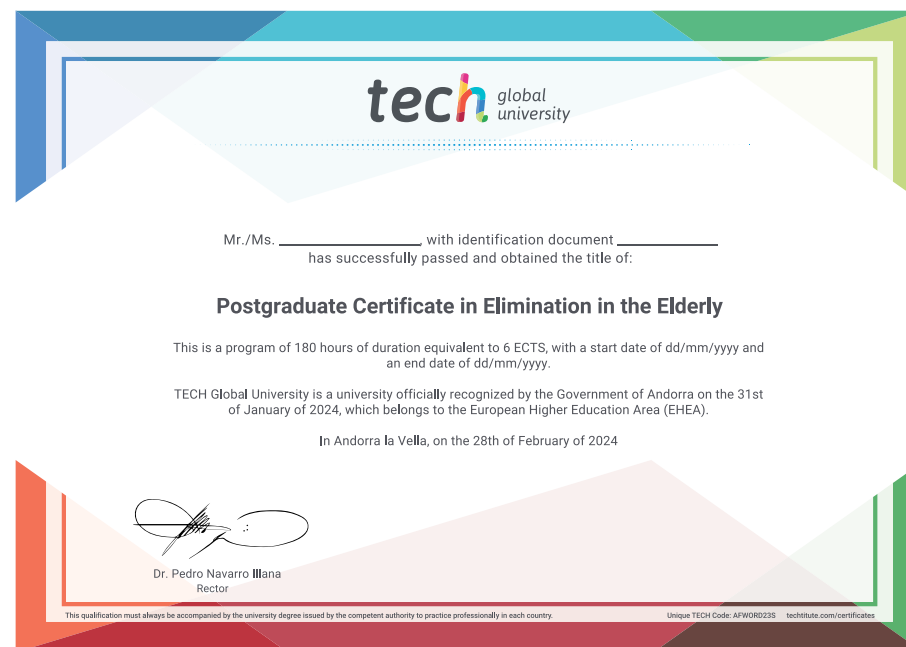 tech global
university
Mr./Ms. ____________________, with identification document ______________
has successfully passed and obtained the title of:
Postgraduate Certificate in Elimination in the Elderly
This is a program of 180 hours of duration equivalent to 6 ECTS, with a start date of dd/mm/yyyy and
an end date of dd/mm/yyyy.
TECH Global University is a university officially recognized by the Government of Andorra on the 31st
of January of 2024, which belongs to the European Higher Education Area (EHEA).
In Andorra la Vella, on the 28th of February of 2024
Dr. Pedro Navarro Illana
Rector
This qualification must always be accompanied by the university degree issued by the competent authority to practice professionally in each country. Unique TECH Code: AFWORD23S techtitute.com/certificates